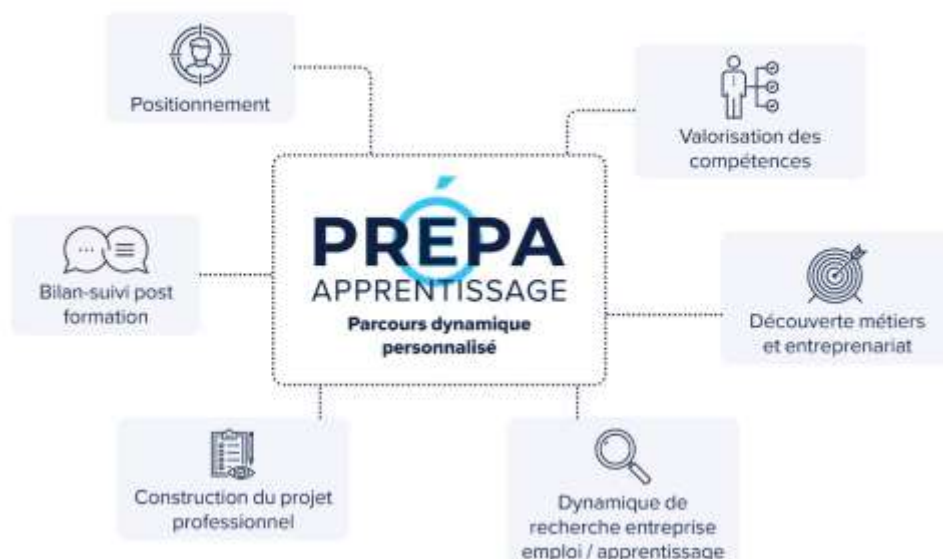 Positionnement
Valorisation des
compétences
PRÉPA
APPRENTISSAGE
Parcours dynamique
personnalisé
Bilan-suivi post
formation
Découverte métiers
et entreprenariat
Construction du projet
professionnel
Dynamique de
recherche entreprise
emploi / apprentissage